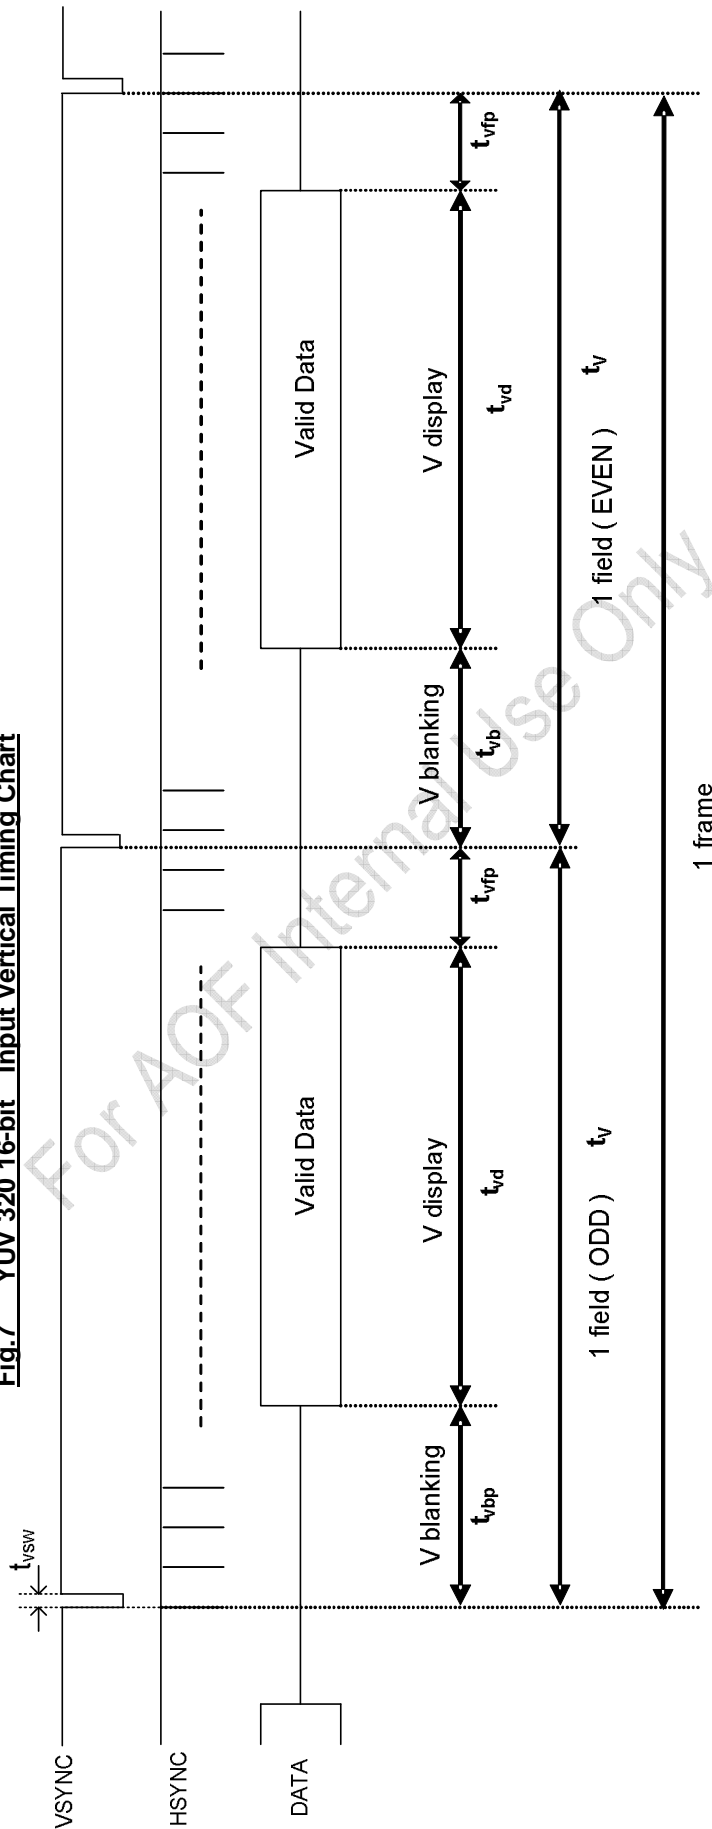 Fig.7 YUV 320 16-bit Input Vertical Timing Chart
tvsw
VSYNC
HSYNC
DATA
Valid Data
Valid Data
V blanking
V display
V blanking
V display
tvbp
tvd
tvfp
tvb
tvd
tvfp
1 field ( ODD ) tV
1 field ( EVEN ) tV
1 frame
For AOF Internal Use Only